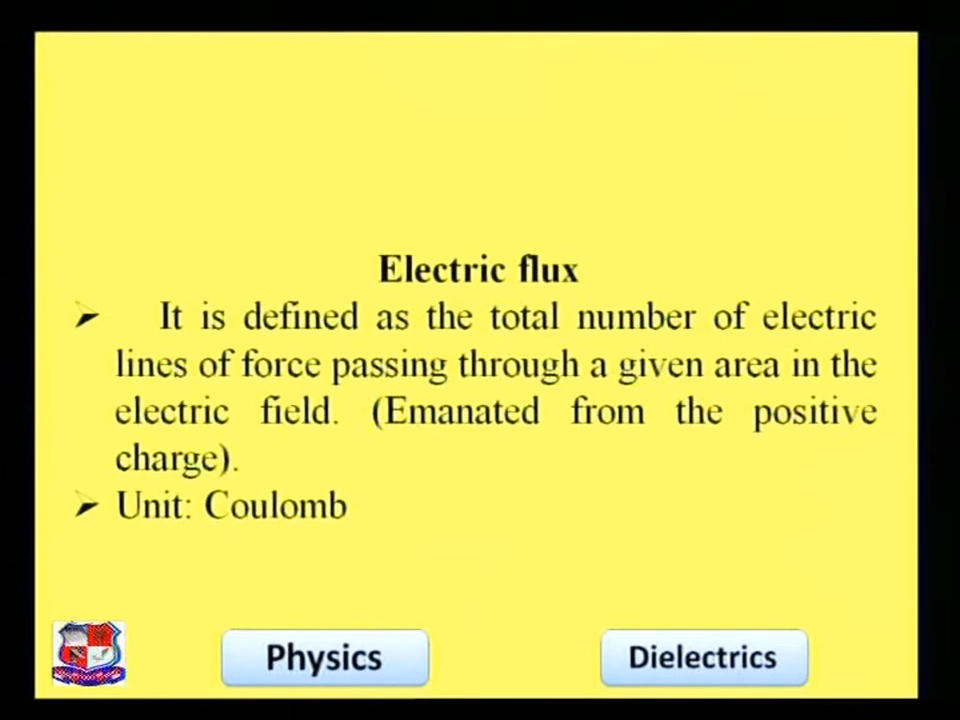 Electric flux
It is defined as the total number of electric
lines of force passing through a given area in the
electric field. (Emanated from the positive
charge).
Unit: Coulomb
Physics
Dielectrics